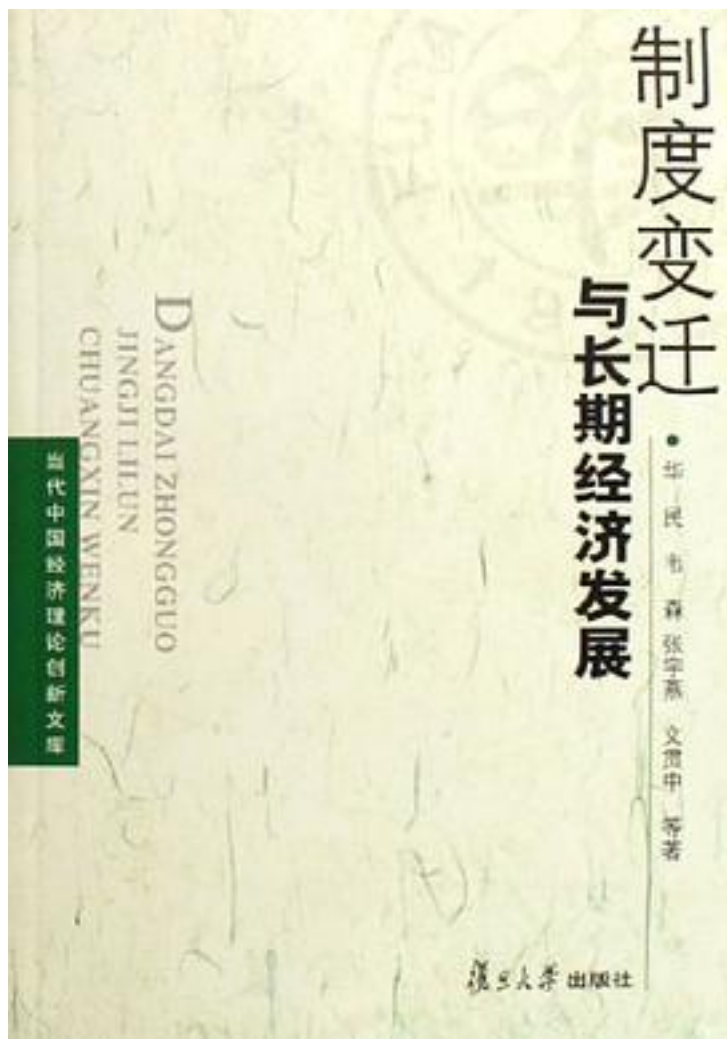 制度变迁
与长期经济发展
华民 韦森 张宇燕 文贯中 等著
DANGDAI ZHONGGUO
JINGJI LILUN
CHUANGXIN WENKU
当代中国经济理论创新文库
復旦大学出版社